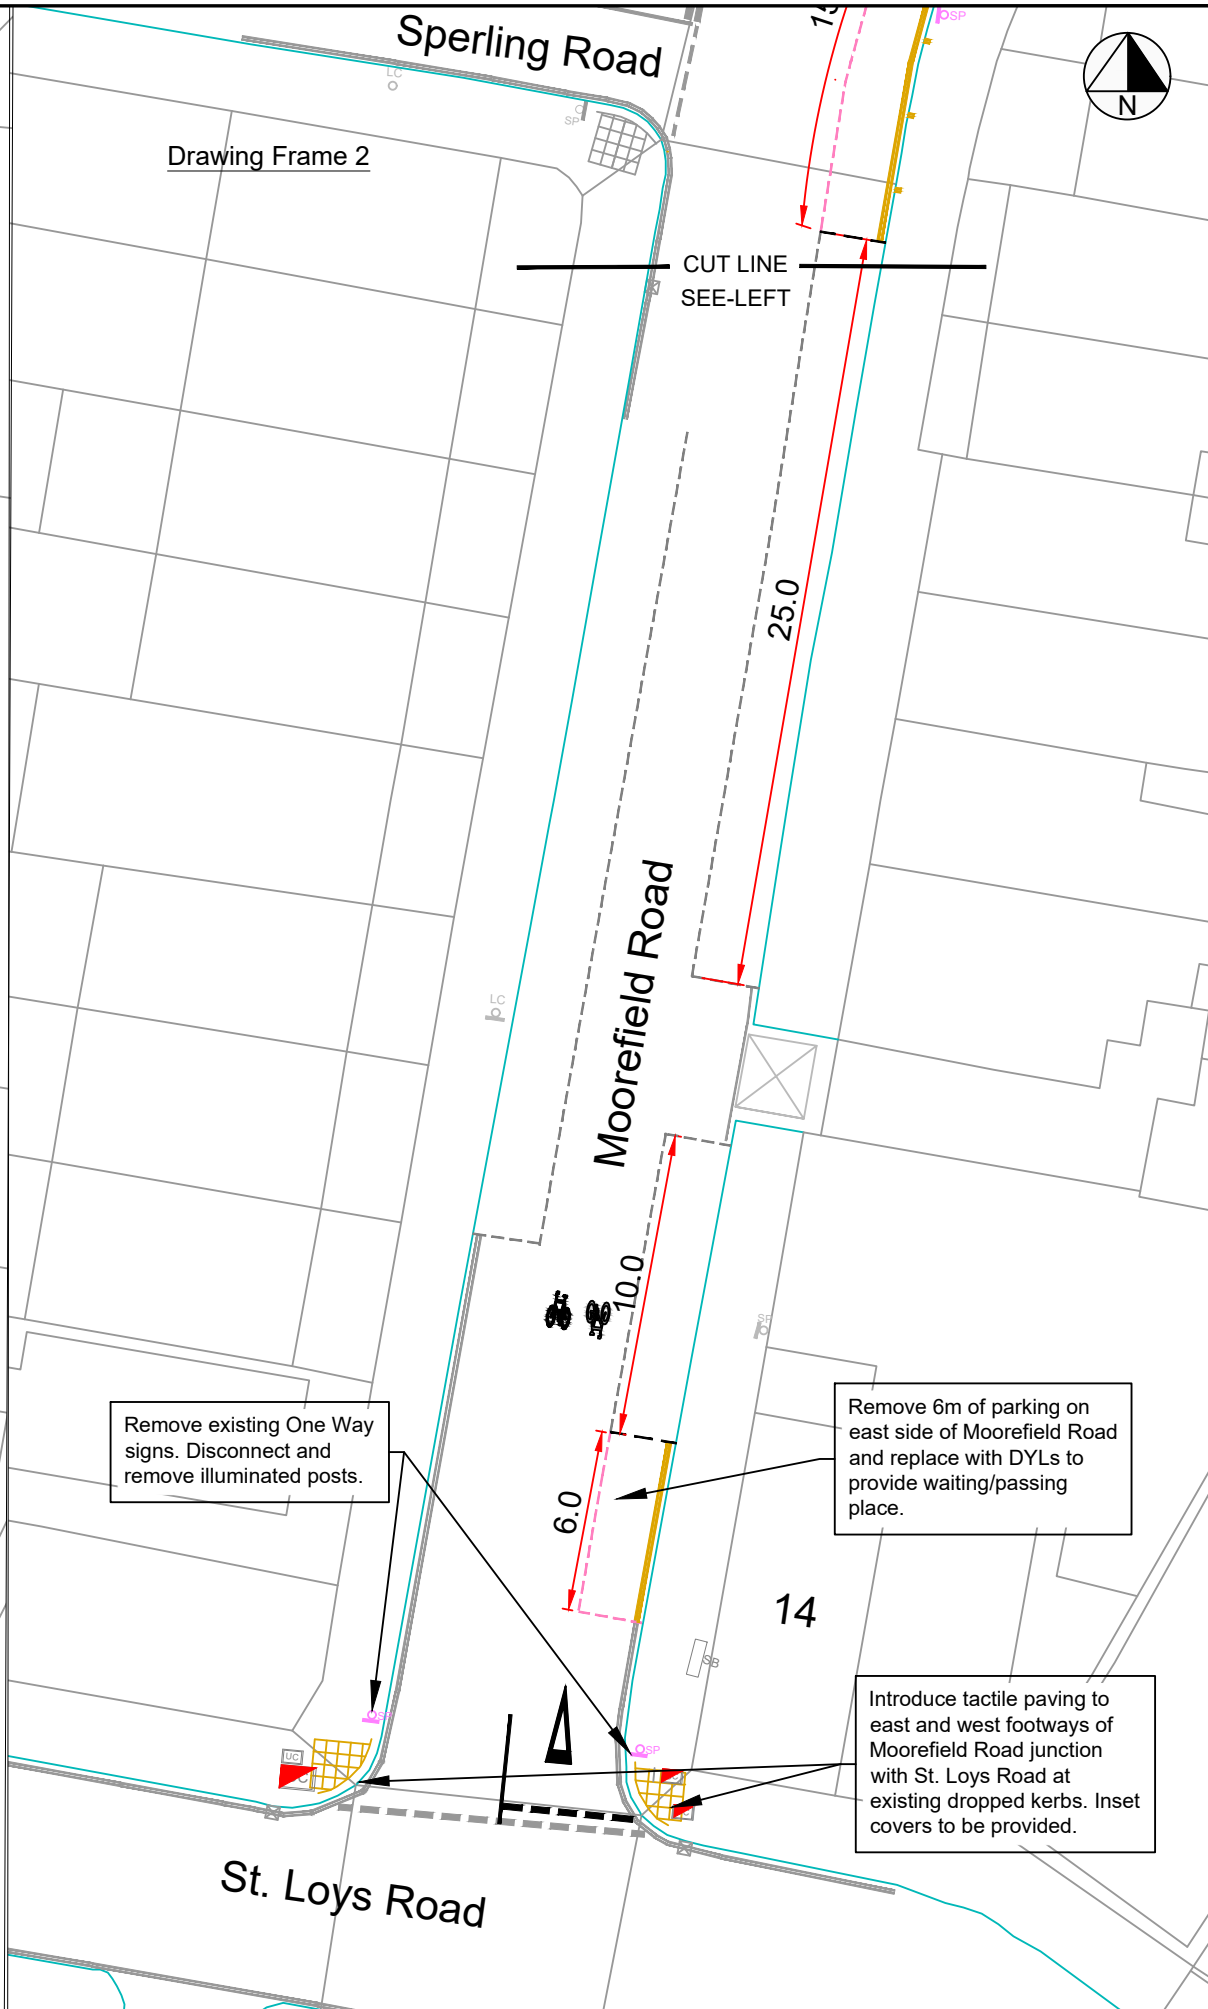 Sperling Road
SP
LC
SP
N
Drawing Frame 2
CUT LINE
SEE-LEFT
25.0
Moorefield Road
LC
10.0
SP
Remove existing One Way
signs. Disconnect and
remove illuminated posts.
Remove 6m of parking on
east side of Moorefield Road
and replace with DYLs to
provide waiting/passing
place.
6.0
14
SB
SP
SP
UC
Introduce tactile paving to
east and west footways of
Moorefield Road junction
with St. Loys Road at
existing dropped kerbs. Inset
covers to be provided.
St. Loys Road